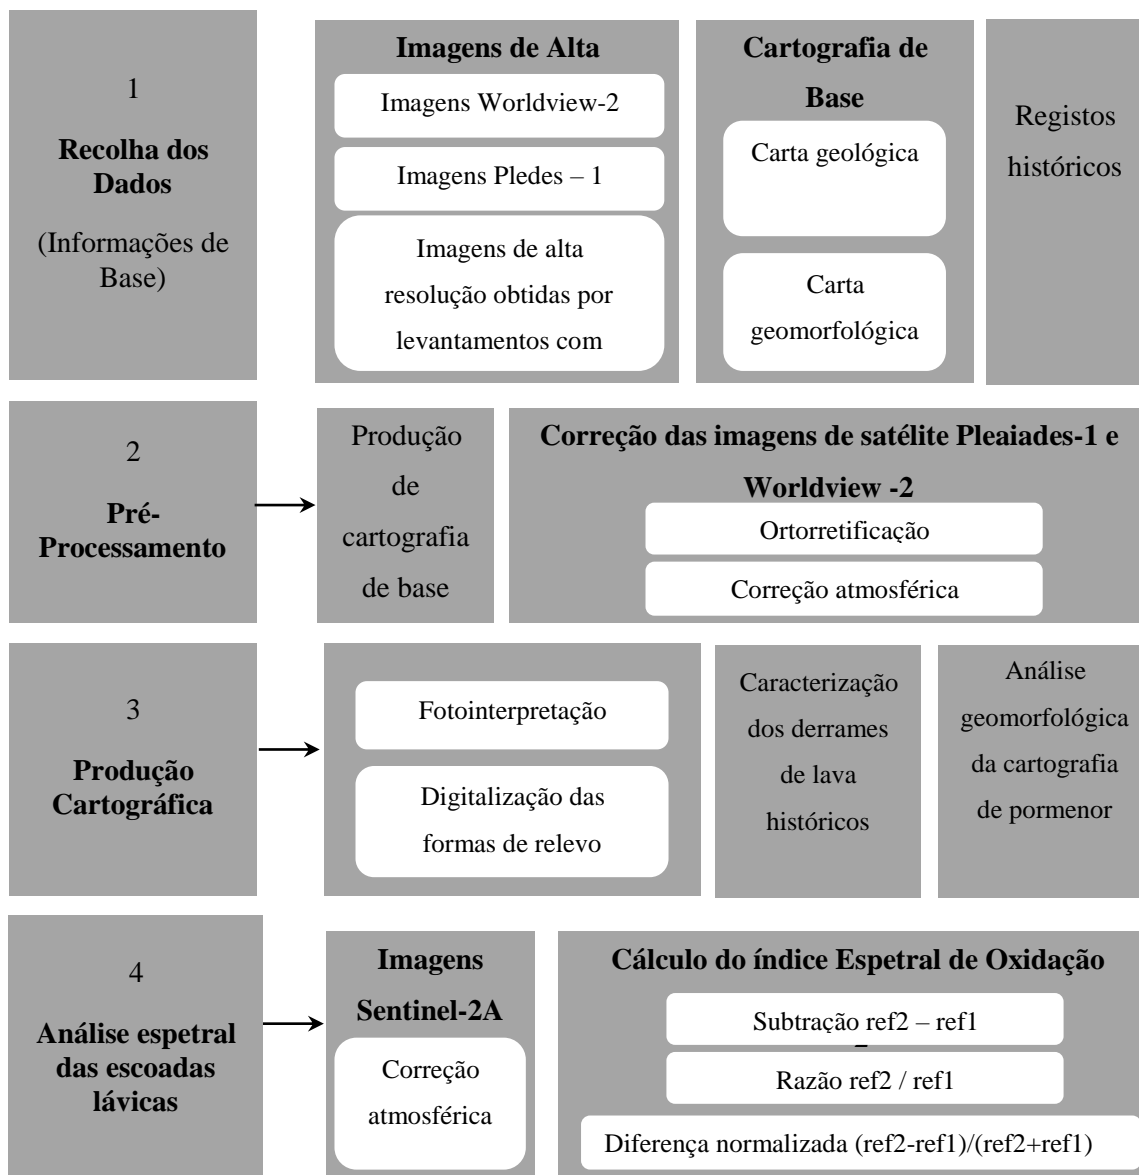 1
Recolha dos
Dados
(Informações de
Base)
Imagens de Alta
Imagens Worldview-2
Imagens Pledes – 1
Imagens de alta
resolução obtidas por
levantamentos com
Cartografia de
Base
Carta geológica
Carta
geomorfológica
Registos
históricos
2
Pré-
Processamento
Produção
de
cartografia
de base
Correção das imagens de satélite Pleaiades-1 e
Worldview -2
Ortorretificação
Correção atmosférica
3
Produção
Cartográfica
Fotointerpretação
Digitalização das
formas de relevo
Caracterização
dos derrames
de lava
históricos
Análise
geomorfológica
da cartografia
de pormenor
4
Análise espetral
das escoadas
lávicas
Imagens
Sentinel-2A
Correção
atmosférica
Cálculo do índice Espetral de Oxidação
Subtração ref2 – ref1
Razão ref2 / ref1
Diferença normalizada (ref2-ref1)/(ref2+ref1)